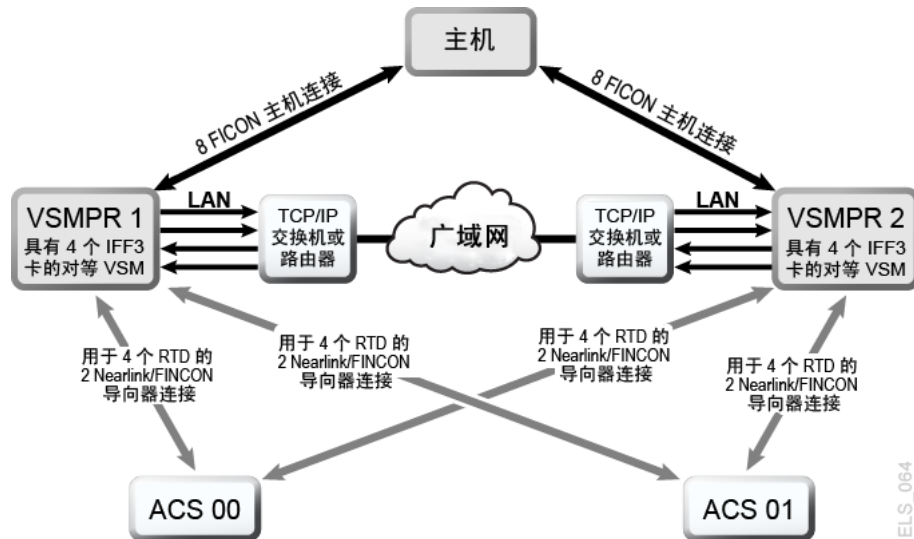 主机
8 FICON 主机连接
8 FICON 主机连接
VSMPR 1
具有 4 个 IFF3
卡的对等 VSM
LAN
TCP/IP
交换机或
路由器
广域网
TCP/IP
交换机或
路由器
LAN
VSMPR 2
具有 4 个 IFF3
卡的对等 VSM
用于 4 个 RTD 的
2 Nearlink/FINCON
导向器连接
用于 4 个 RTD 的
2 Nearlink/FINCON
导向器连接
用于 4 个 RTD 的
2 Nearlink/FINCON
导向器连接
用于 4 个 RTD 的
2 Nearlink/FINCON
导向器连接
ACS 00
ACS 01
ELS_064